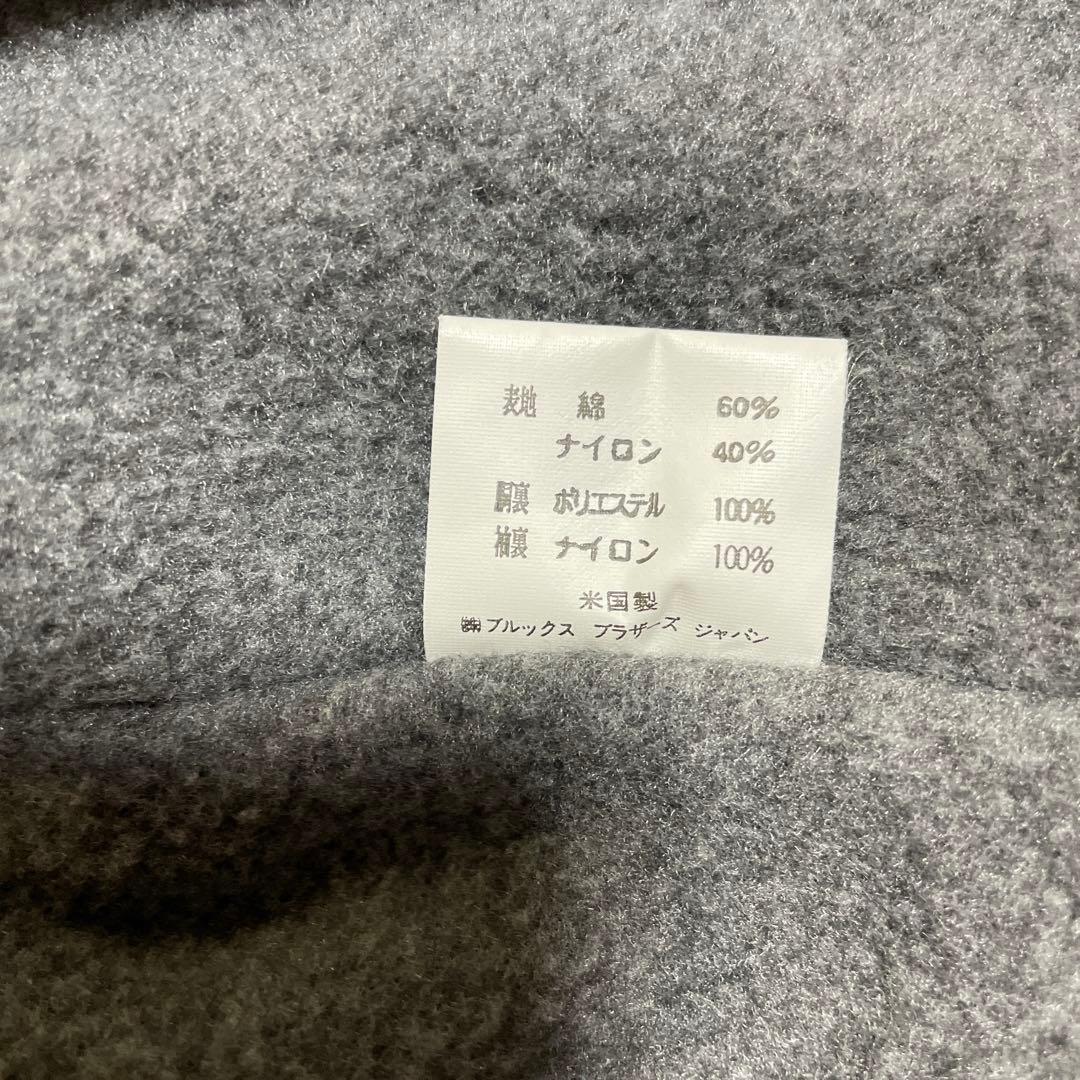 表地 綿 60%
ナイロン 40%
胴裏 ポリエステル 100%
袖裏 ナイロン 100%
米国製
㈱ブルックス ブラザーズ ジャパン